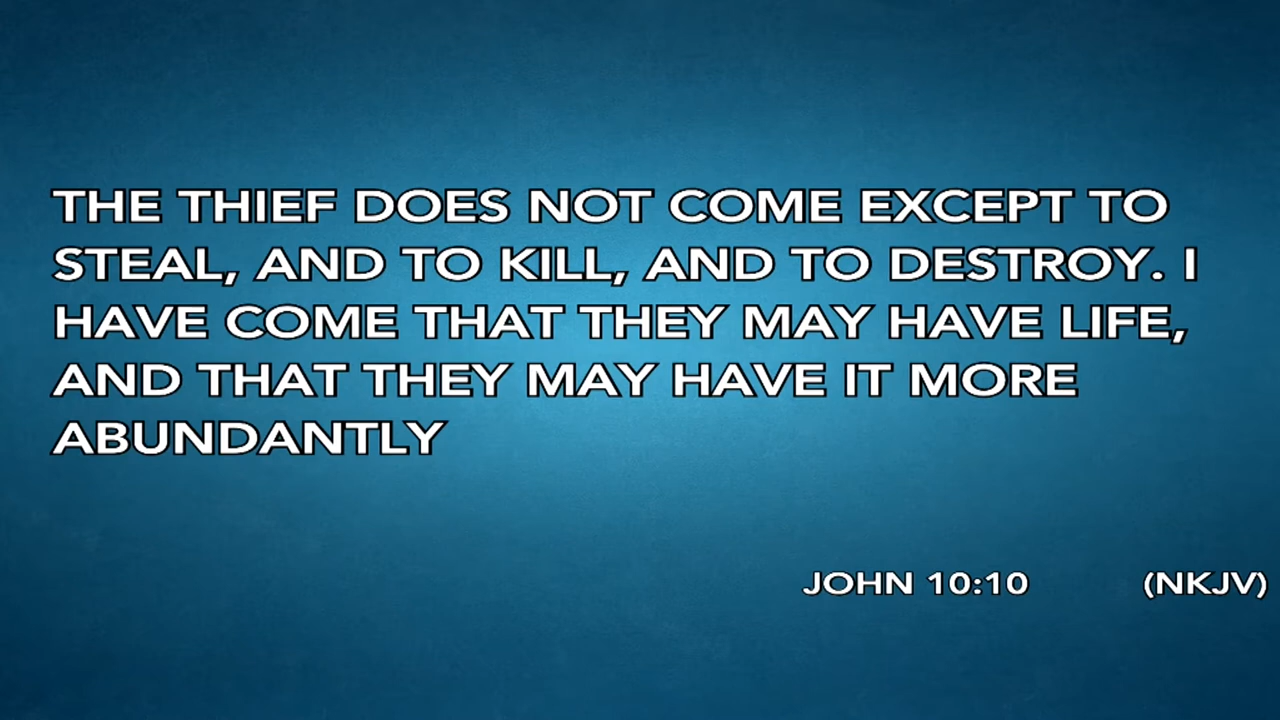 THE THIEF DOES NOT COME EXCEPT TO
STEAL, AND TO KILL, AND TO DESTROY. I
HAVE COME THAT THEY MAY HAVE LIFE,
AND THAT THEY MAY HAVE IT MORE
ABUNDANTLY
JOHN 10:10 (NKJV)